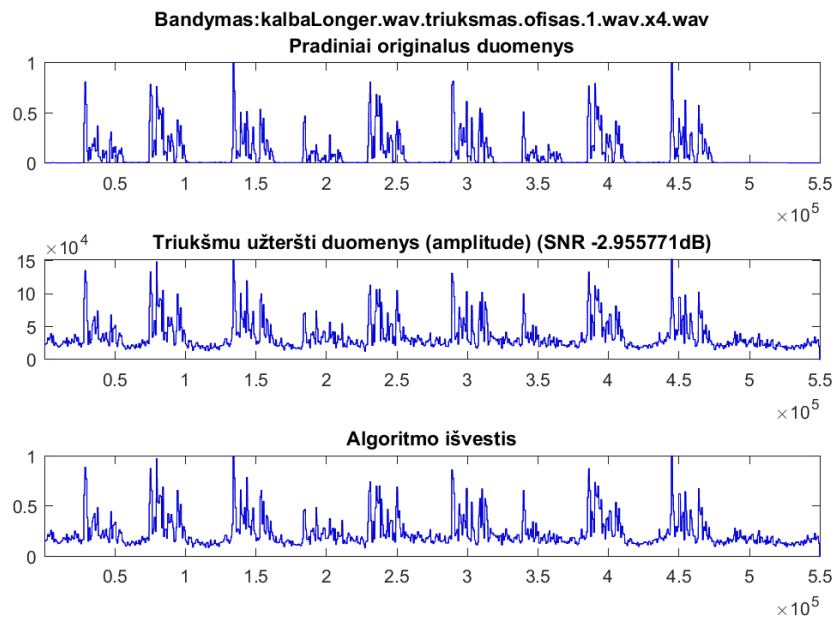 Bandymas:kalbaLonger.wav.triuksmas.ofisas.1.wav.x4.wav
Pradiniai originalus duomenys
1
0.5
0
0.5 1 1.5 2 2.5 3 3.5 4 4.5 5 5.5
×10^5
×10^4
Triukšmu užteršti duomenys (amplitude) (SNR -2.955771dB)
15
10
5
0
0.5 1 1.5 2 2.5 3 3.5 4 4.5 5 5.5
×10^5
Algoritmo išvestis
1
0.5
0
0.5 1 1.5 2 2.5 3 3.5 4 4.5 5 5.5
×10^5